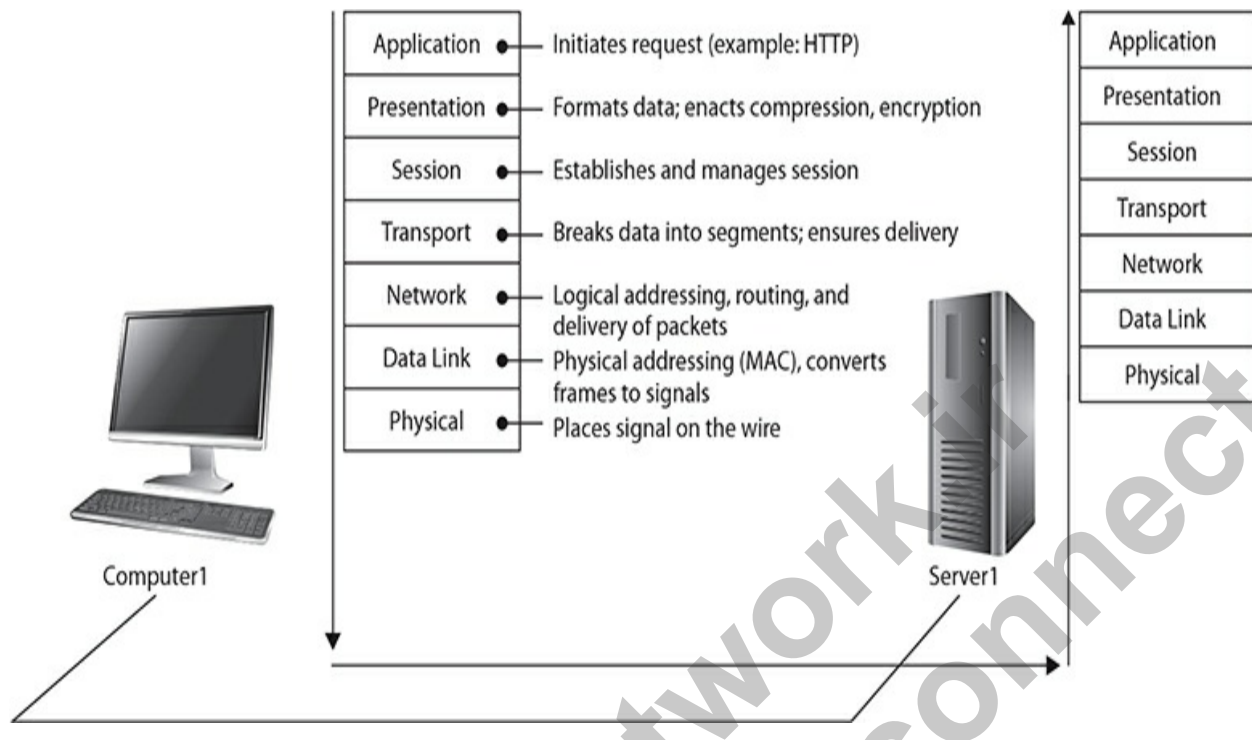 Application
Initiates request (example: HTTP)
Presentation
Formats data; enacts compression, encryption
Session
Establishes and manages session
Transport
Breaks data into segments; ensures delivery
Network
Logical addressing, routing, and
delivery of packets
Data Link
Physical addressing (MAC), converts
frames to signals
Physical
Places signal on the wire
Computer1
Server1
Application
Presentation
Session
Transport
Network
Data Link
Physical